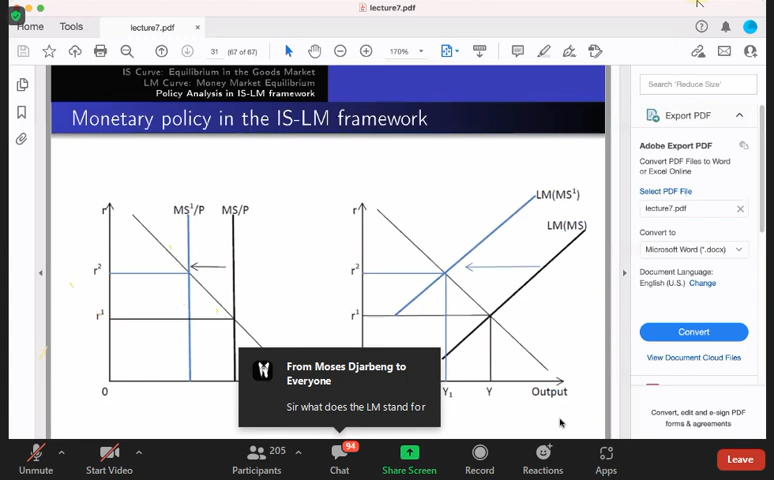 lecture7.pdf
Home Tools lecture7.pdf ×
31 (67 of 67) 170%
IS Curve: Equilibrium in the Goods Market
LM Curve: Money Market Equilibrium
Policy Analysis in IS-LM framework
Monetary policy in the IS-LM framework
r MS¹/P MS/P
r²
r¹
0
r LM(MS¹)
LM(MS)
r²
r¹
Y₁ Y Output
From Moses Djarbeng to
Everyone
Sir what does the LM stand for
Search 'Reduce Size'
Export PDF
Adobe Export PDF
Convert PDF Files to Word
or Excel Online
Select PDF File
lecture7.pdf
Convert to
Microsoft Word (*.docx)
Document Language:
English (U.S.) Change
Convert
View Document Cloud Files
Convert, edit and e-sign PDF
forms & agreements
205 94
Unmute Start Video Participants Chat Share Screen Record Reactions Apps Leave